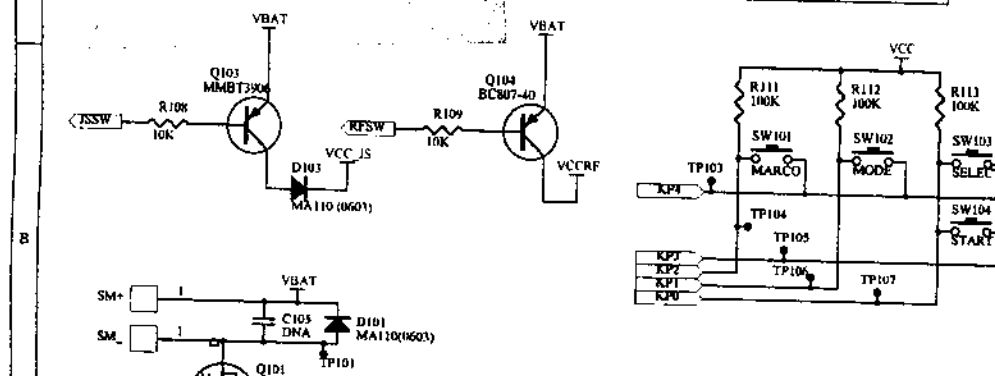 VBAT
Q103
MMBT3906
JSSW
R108
10K
D103
VCC_JS
MA110 (0603)
VBAT
Q104
BC807-40
RFSW
R109
10K
VCCRF
VCC
R111
100K
R112
100K
R113
100K
SW101
MARCO
SW102
MODE
SW103
SELEC
TP103
KP4
SW104
START
TP104
TP105
KP3
KP2
TP106
KP1
TP107
KP0
B
SM+
1
VBAT
C105
DNA
D101
MA110(0603)
SM_
1
TP101
Q101